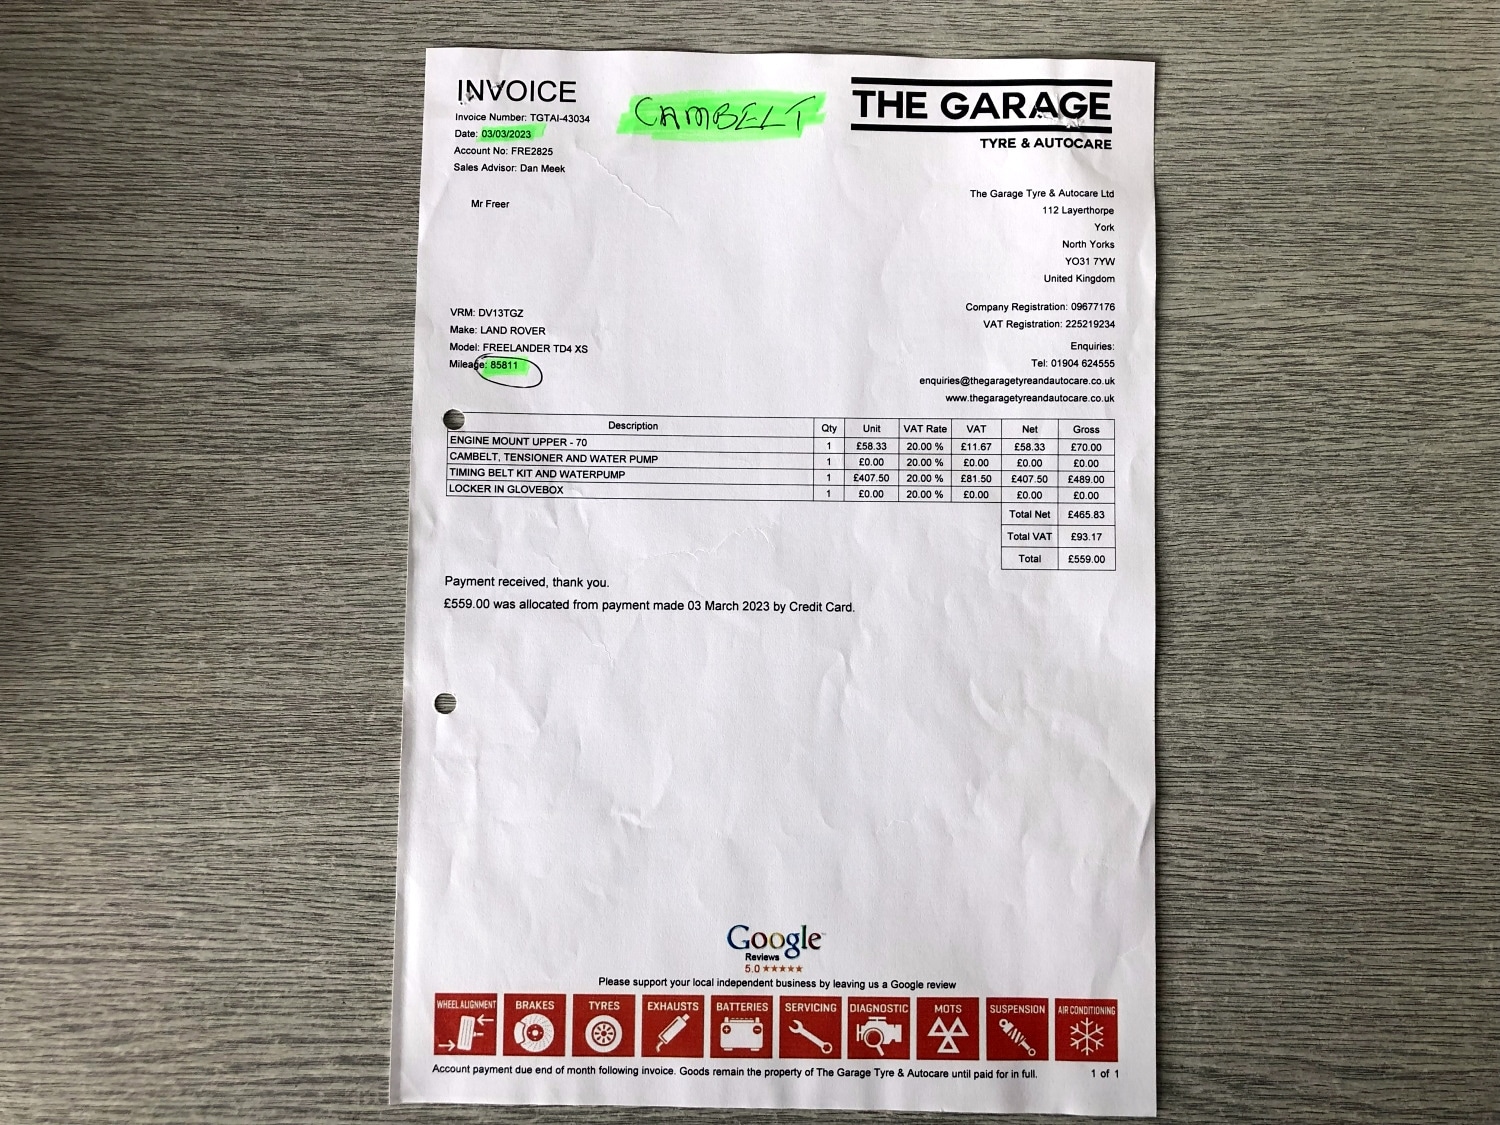 INVOICE
Invoice Number: TGTAI-43034
Date: 03/03/2023
Account No: FRE2825
Sales Advisor: Dan Meek
CAMBELT
THE GARAGE
TYRE & AUTOCARE
Mr Freer
The Garage Tyre & Autocare Ltd
112 Layerthorpe
York
North Yorks
YO31 7YW
United Kingdom
Company Registration: 09677176
VAT Registration: 225219234
Enquiries:
Tel: 01904 624555
enquiries@thegaragetyreandautocare.co.uk
www.thegaragetyreandautocare.co.uk
VRM: DV13TGZ
Make: LAND ROVER
Model: FREELANDER TD4 XS
Mileage: 85811
Description Qty Unit VAT Rate VAT Net Gross
ENGINE MOUNT UPPER - 70 1 £58.33 20.00 % £11.67 £58.33 £70.00
CAMBELT, TENSIONER AND WATER PUMP 1 £0.00 20.00 % £0.00 £0.00 £0.00
TIMING BELT KIT AND WATERPUMP 1 £407.50 20.00 % £81.50 £407.50 £489.00
LOCKER IN GLOVEBOX 1 £0.00 20.00 % £0.00 £0.00 £0.00
Total Net £465.83
Total VAT £93.17
Total £559.00
Payment received, thank you.
£559.00 was allocated from payment made 03 March 2023 by Credit Card.
Google™
Reviews
5.0 ★★★★★
Please support your local independent business by leaving us a Google review
WHEEL ALIGNMENT BRAKES TYRES EXHAUSTS BATTERIES SERVICING DIAGNOSTIC MOTS SUSPENSION AIR CONDITIONING
Account payment due end of month following invoice. Goods remain the property of The Garage Tyre & Autocare until paid for in full. 1 of 1